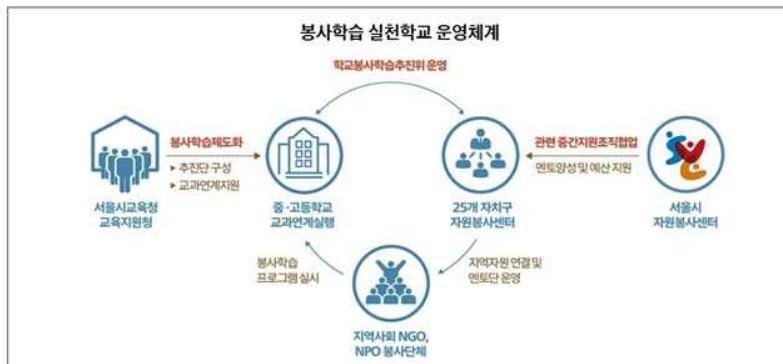 봉사학습 실천학교 운영체계
학교봉사학습추진위 운영
봉사학습제도화
▶ 추진단 구성
▶ 교과연계지원
관련 중간지원조직협업
멘토양성 및 예산 지원
서울시교육청
교육지원청
중·고등학교
교과연계실행
25개 자치구
자원봉사센터
서울시
자원봉사센터
봉사학습
프로그램 실시
지역자원 연결 및
멘토단 운영
지역사회 NGO,
NPO 봉사단체